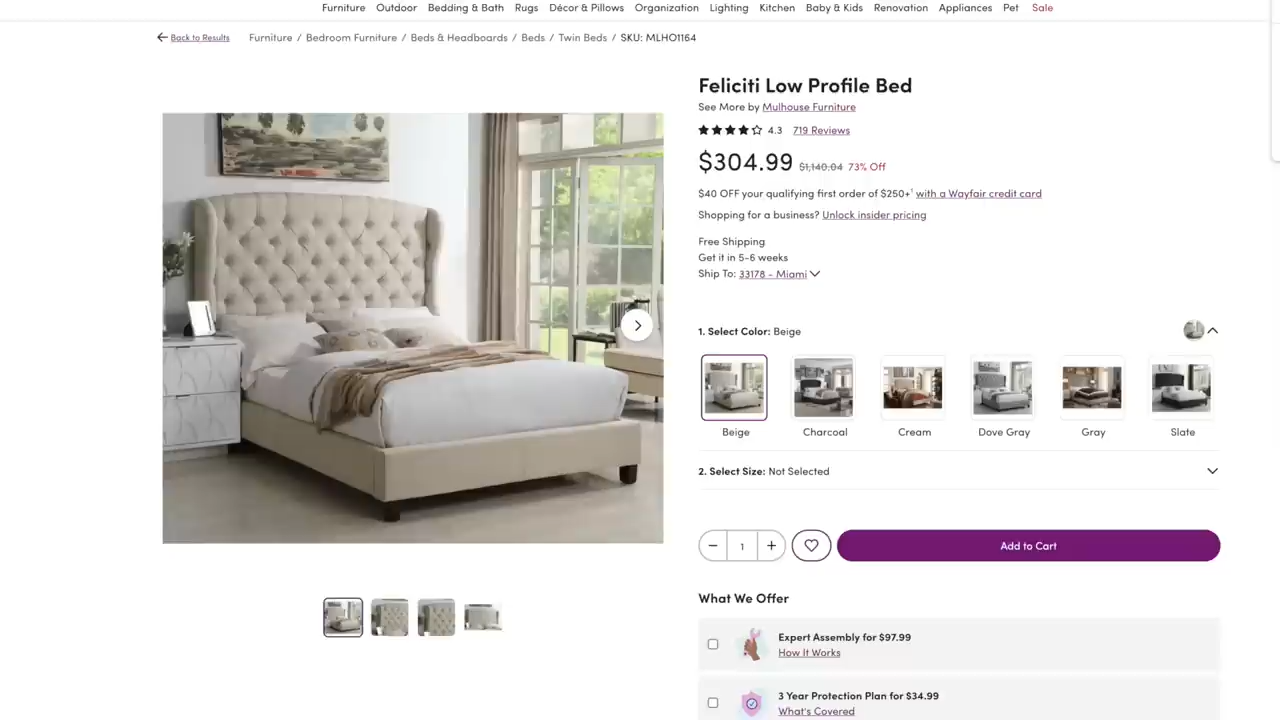 Furniture Outdoor Bedding & Bath Rugs Décor & Pillows Organization Lighting Kitchen Baby & Kids Renovation Appliances Pet Sale
Back to Results Furniture / Bedroom Furniture / Beds & Headboards / Beds / Twin Beds / SKU: MLHO1164
Feliciti Low Profile Bed
See More by Mulhouse Furniture
4.3 719 Reviews
$304.99 $1,140.04 73% Off
$40 OFF your qualifying first order of $250+¹ with a Wayfair credit card
Shopping for a business? Unlock insider pricing
Free Shipping
Get it in 5-6 weeks
Ship To: 33178 - Miami
1. Select Color: Beige
Beige Charcoal Cream Dove Gray Gray Slate
2. Select Size: Not Selected
1 Add to Cart
What We Offer
Expert Assembly for $97.99
How It Works
3 Year Protection Plan for $34.99
What's Covered